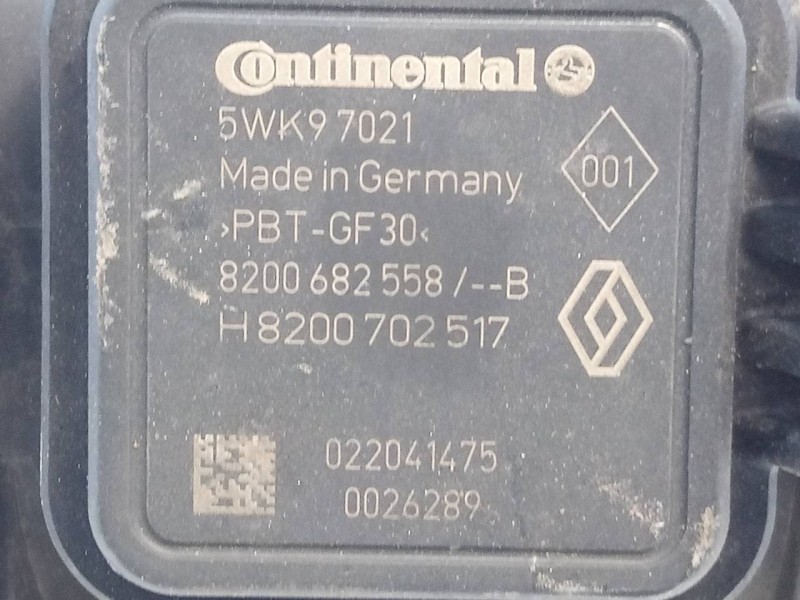 Continental
5WK9 7021
Made in Germany
001
>PBT-GF30<
8200 682 558 /--B
H 8200 702 517
022041475
0026289